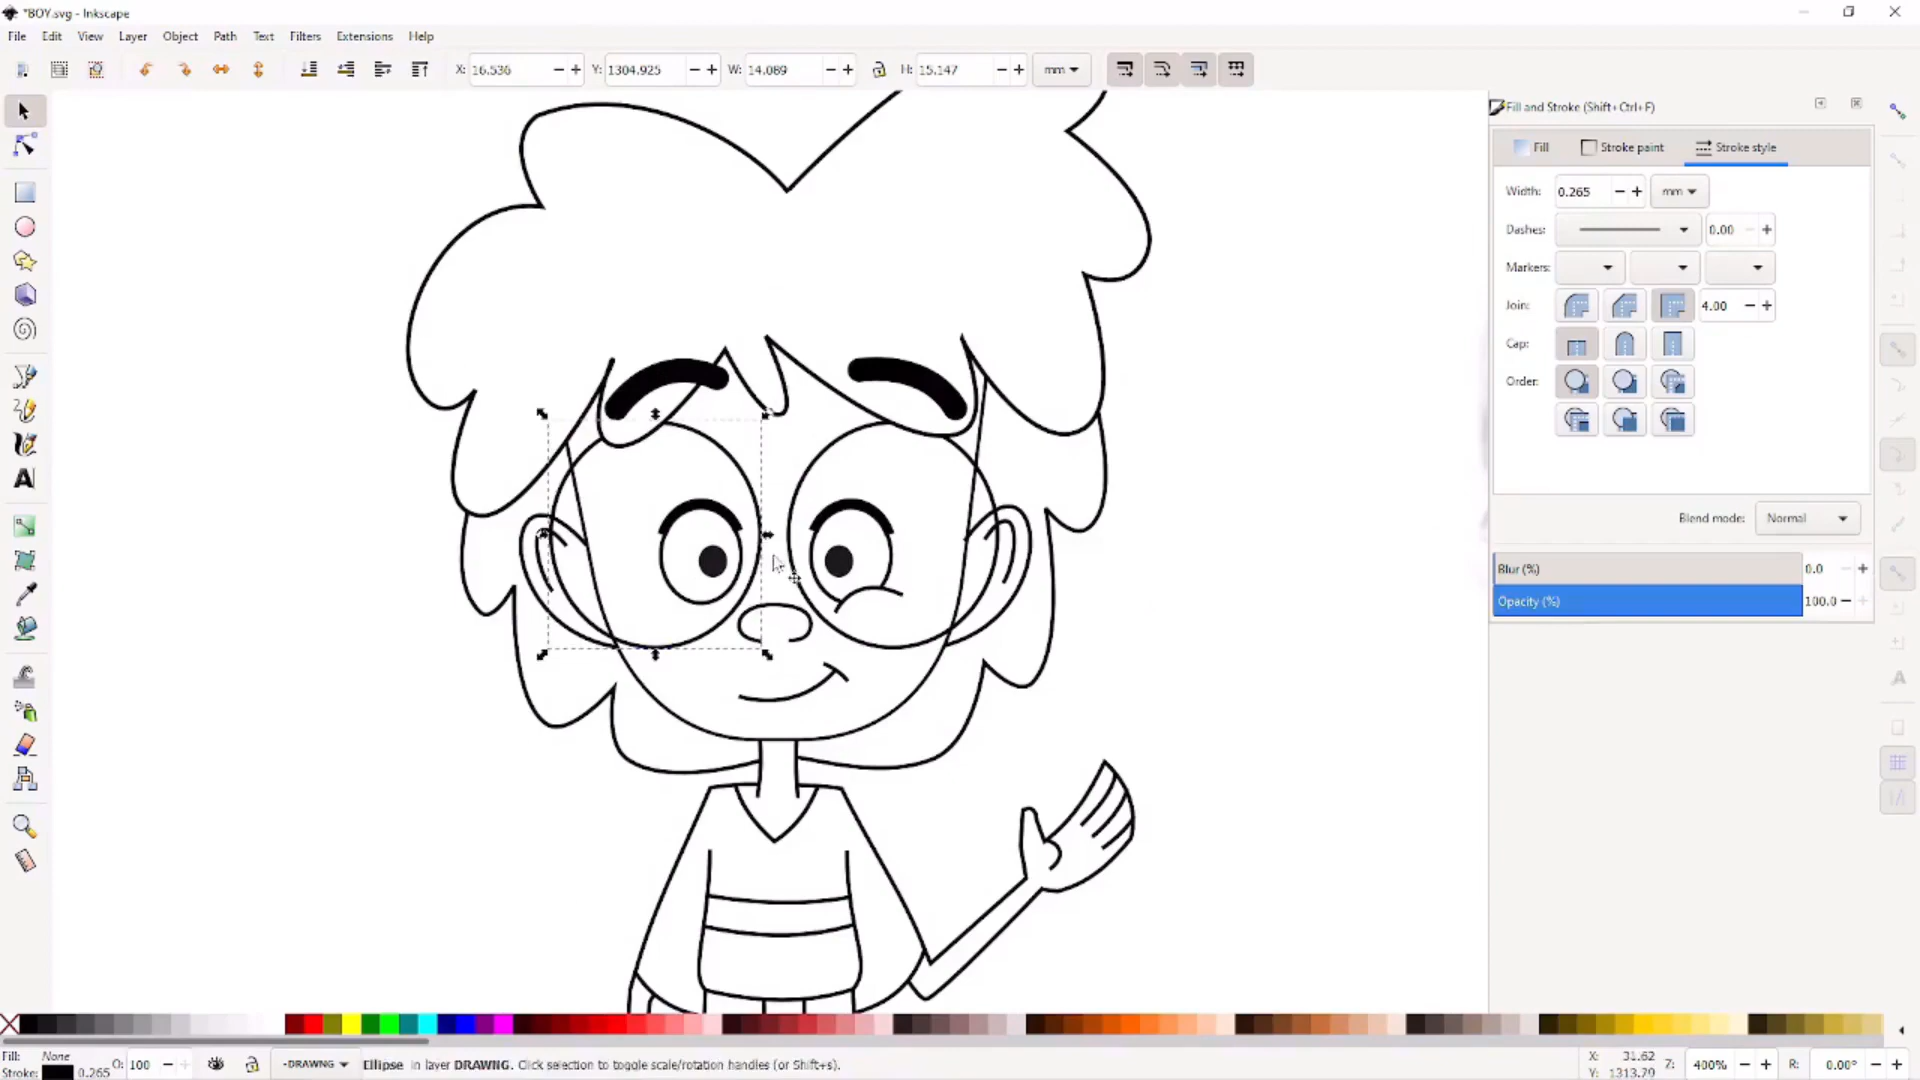 *BOY.svg - Inkscape
File Edit View Layer Object Path Text Filters Extensions Help
X: 16.536 Y: 1304.925 W: 14.089 H: 15.147 mm
Fill and Stroke (Shift+Ctrl+F)
Fill Stroke paint Stroke style
Width: 0.265 mm
Dashes: 0.00
Markers:
Join: 4.00
Cap:
Order:
Blend mode: Normal
Blur (%) 0.0
Opacity (%) 100.0
Fill: None O: 100 -DRAWNG Ellipse in layer DRAWNG. Click selection to toggle scale/rotation handles (or Shift+s). X: 31.62 Z: 400% R: 0.00°
Stroke: 0.265 Y: 1313.79